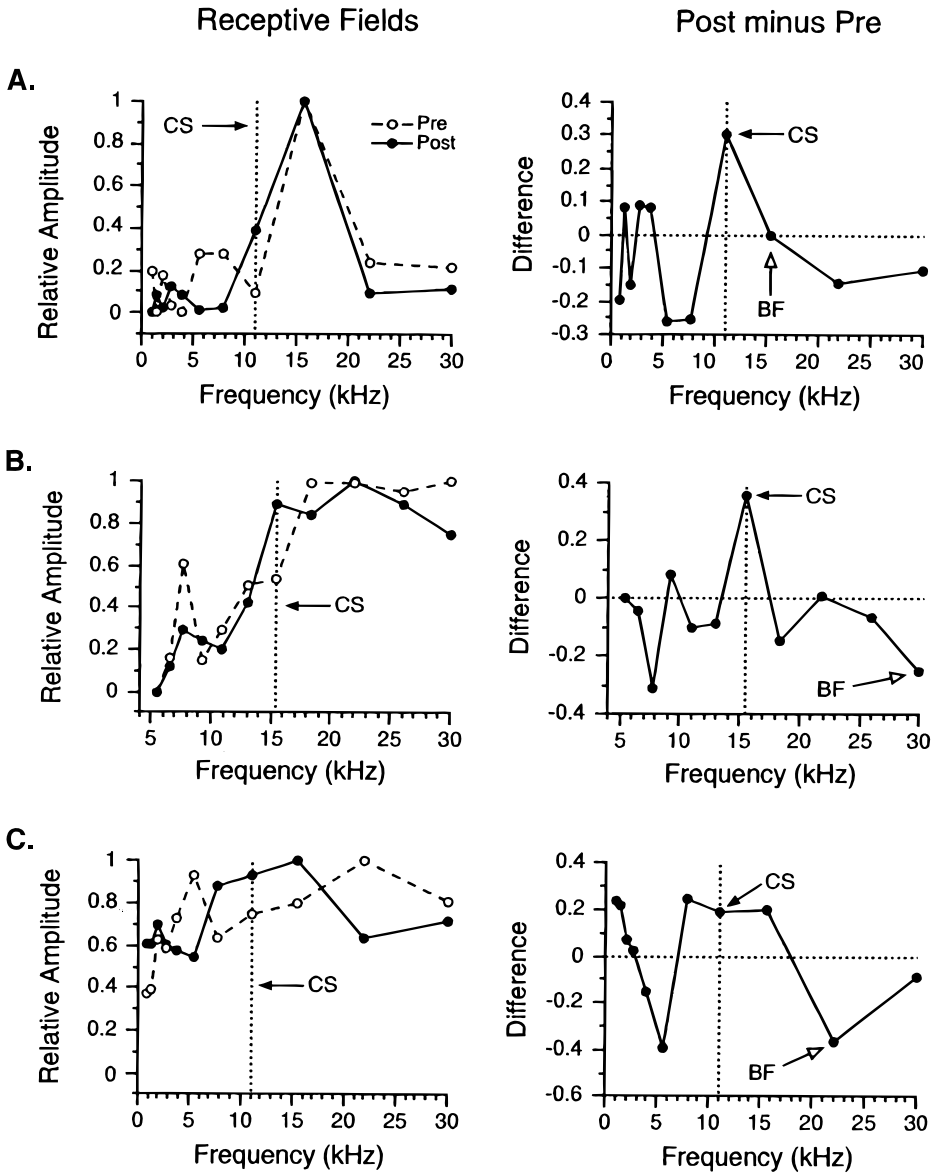 Receptive Fields
Post minus Pre
A.
Relative Amplitude
1
0.8
0.6
0.4
0.2
0
CS
Pre
Post
0 5 10 15 20 25 30
Frequency (kHz)
Difference
0.4
0.3
0.1
0
-0.1
-0.2
-0.3
CS
BF
0 5 10 15 20 25 30
Frequency (kHz)
B.
Relative Amplitude
1
0.8
0.6
0.4
0.2
0
CS
5 10 15 20 25 30
Frequency (kHz)
Difference
0.4
0.2
0
-0.2
-0.4
CS
BF
5 10 15 20 25 30
Frequency (kHz)
C.
Relative Amplitude
1
0.8
0.6
0.4
0.2
0
CS
0 5 10 15 20 25 30
Frequency (kHz)
Difference
0.4
0.2
0
-0.2
-0.4
-0.6
CS
BF
0 5 10 15 20 25 30
Frequency (kHz)